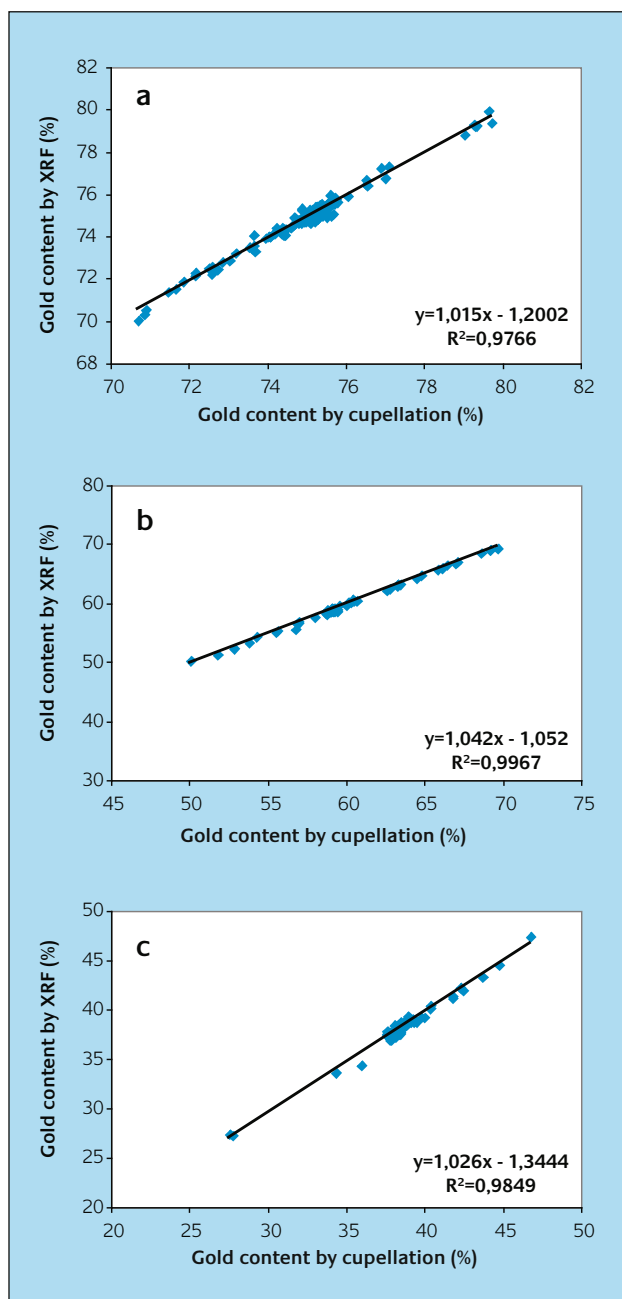 a
82
80
78
76
74
72
70
68
Gold content by XRF (%)
y=1,015x - 1,2002
R²=0,9766
70 72 74 76 78 80 82
Gold content by cupellation (%)
b
80
70
60
50
40
30
Gold content by XRF (%)
y=1,042x - 1,052
R²=0,9967
45 50 55 60 65 70 75
Gold content by cupellation (%)
c
50
45
40
35
30
25
20
Gold content by XRF (%)
y=1,026x - 1,3444
R²=0,9849
20 25 30 35 40 45 50
Gold content by cupellation (%)